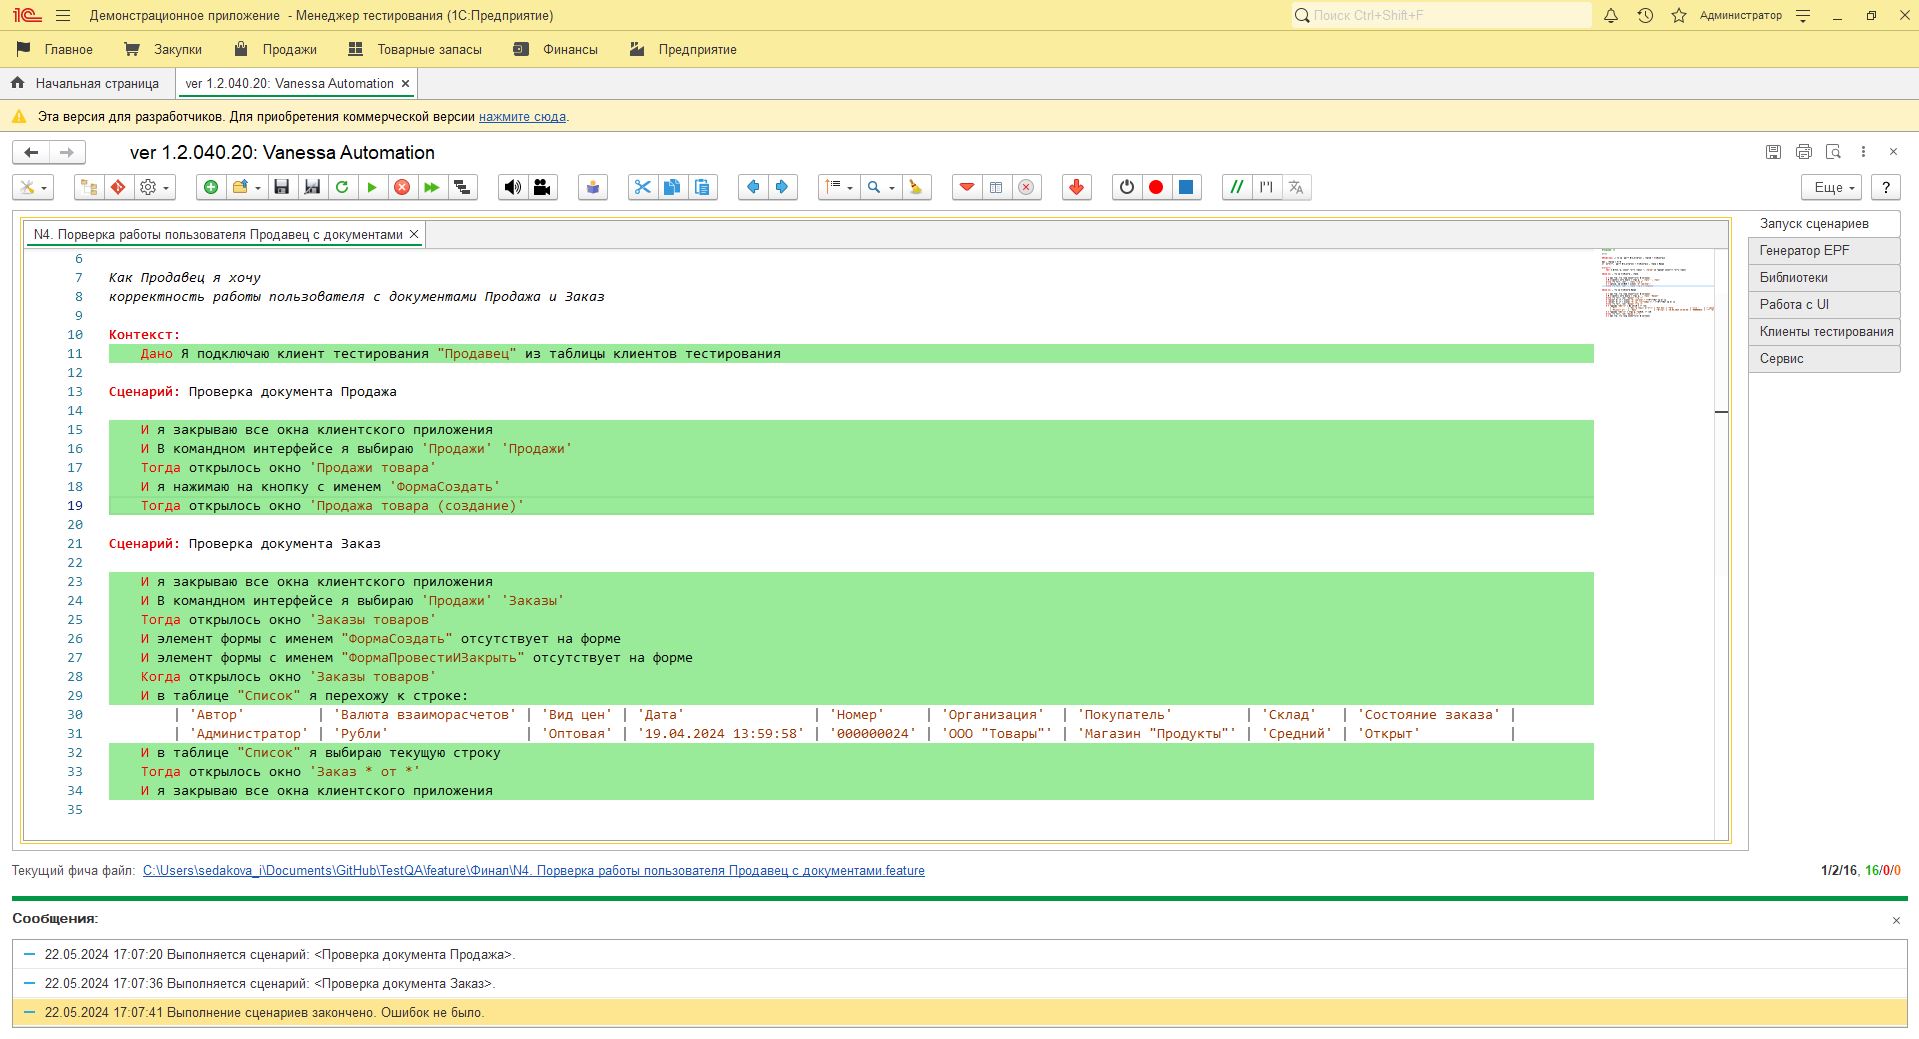 1С Демонстрационное приложение - Менеджер тестирования (1С:Предприятие) Поиск Ctrl+Shift+F Администратор
Главное Закупки Продажи Товарные запасы Финансы Предприятие
Начальная страница ver 1.2.040.20: Vanessa Automation
Эта версия для разработчиков. Для приобретения коммерческой версии нажмите сюда.
ver 1.2.040.20: Vanessa Automation
Еще ?
N4. Порверка работы пользователя Продавец с документами
Запуск сценариев
Генератор EPF
Библиотеки
Работа с UI
Клиенты тестирования
Сервис
6
7 Как Продавец я хочу
8 корректность работы пользователя с документами Продажа и Заказ
9
10 Контекст:
11 Дано Я подключаю клиент тестирования "Продавец" из таблицы клиентов тестирования
12
13 Сценарий: Проверка документа Продажа
14
15 И я закрываю все окна клиентского приложения
16 И В командном интерфейсе я выбираю 'Продажи' 'Продажи'
17 Тогда открылось окно 'Продажи товара'
18 И я нажимаю на кнопку с именем 'ФормаСоздать'
19 Тогда открылось окно 'Продажа товара (создание)'
20
21 Сценарий: Проверка документа Заказ
22
23 И я закрываю все окна клиентского приложения
24 И В командном интерфейсе я выбираю 'Продажи' 'Заказы'
25 Тогда открылось окно 'Заказы товаров'
26 И элемент формы с именем "ФормаСоздать" отсутствует на форме
27 И элемент формы с именем "ФормаПровестиИЗакрыть" отсутствует на форме
28 Когда открылось окно 'Заказы товаров'
29 И в таблице "Список" я перехожу к строке:
30 | 'Автор' | 'Валюта взаиморасчетов' | 'Вид цен' | 'Дата' | 'Номер' | 'Организация' | 'Покупатель' | 'Склад' | 'Состояние заказа' |
31 | 'Администратор' | 'Рубли' | 'Оптовая' | '19.04.2024 13:59:58' | '000000024' | 'ООО "Товары"' | 'Магазин "Продукты"' | 'Средний' | 'Открыт' |
32 И в таблице "Список" я выбираю текущую строку
33 Тогда открылось окно 'Заказ * от *'
34 И я закрываю все окна клиентского приложения
35
Текущий фича файл: C:\Users\sedakova_i\Documents\GitHub\TestQA\feature\Финал\N4. Порверка работы пользователя Продавец с документами.feature 1/2/16, 16/0/0
Сообщения:
22.05.2024 17:07:20 Выполняется сценарий: <Проверка документа Продажа>.
22.05.2024 17:07:36 Выполняется сценарий: <Проверка документа Заказ>.
22.05.2024 17:07:41 Выполнение сценариев закончено. Ошибок не было.